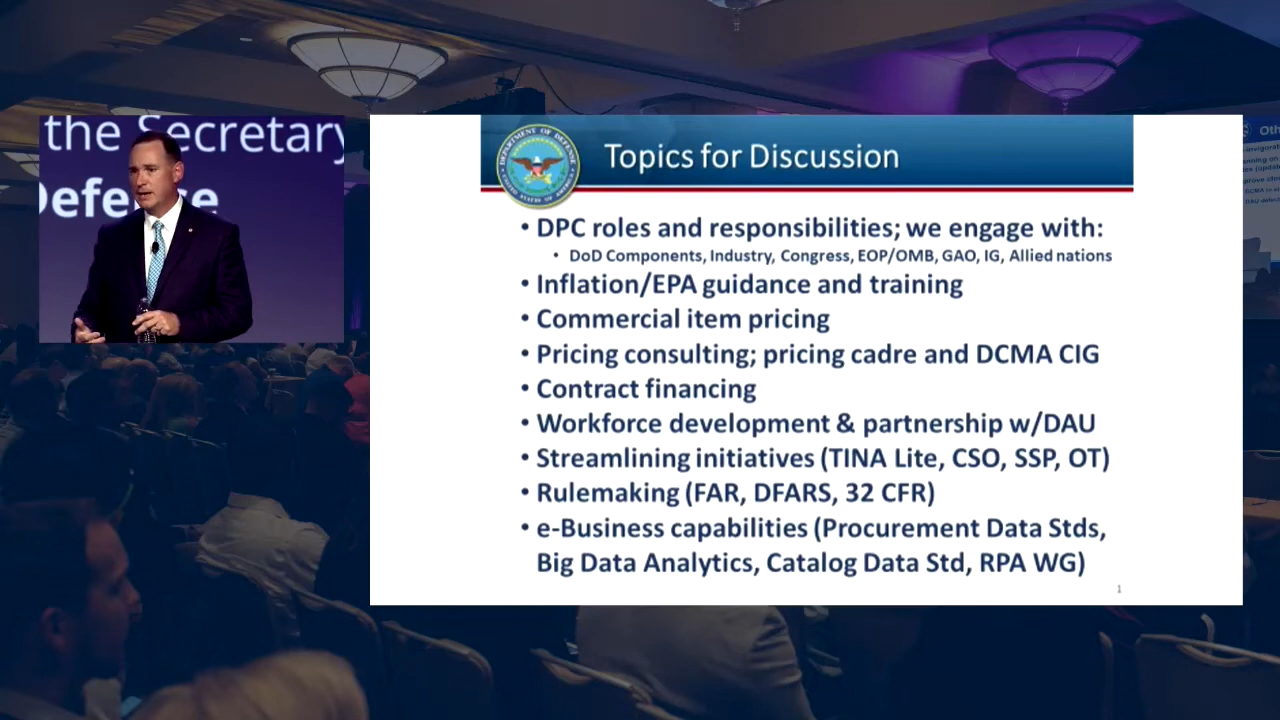 the Secretary
Defense
Topics for Discussion
DEPARTMENT OF DEFENSE
• DPC roles and responsibilities; we engage with:
• DoD Components, Industry, Congress, EOP/OMB, GAO, IG, Allied nations
• Inflation/EPA guidance and training
• Commercial item pricing
• Pricing consulting; pricing cadre and DCMA CIG
• Contract financing
• Workforce development & partnership w/DAU
• Streamlining initiatives (TINA Lite, CSO, SSP, OT)
• Rulemaking (FAR, DFARS, 32 CFR)
• e-Business capabilities (Procurement Data Stds,
Big Data Analytics, Catalog Data Std, RPA WG)
1